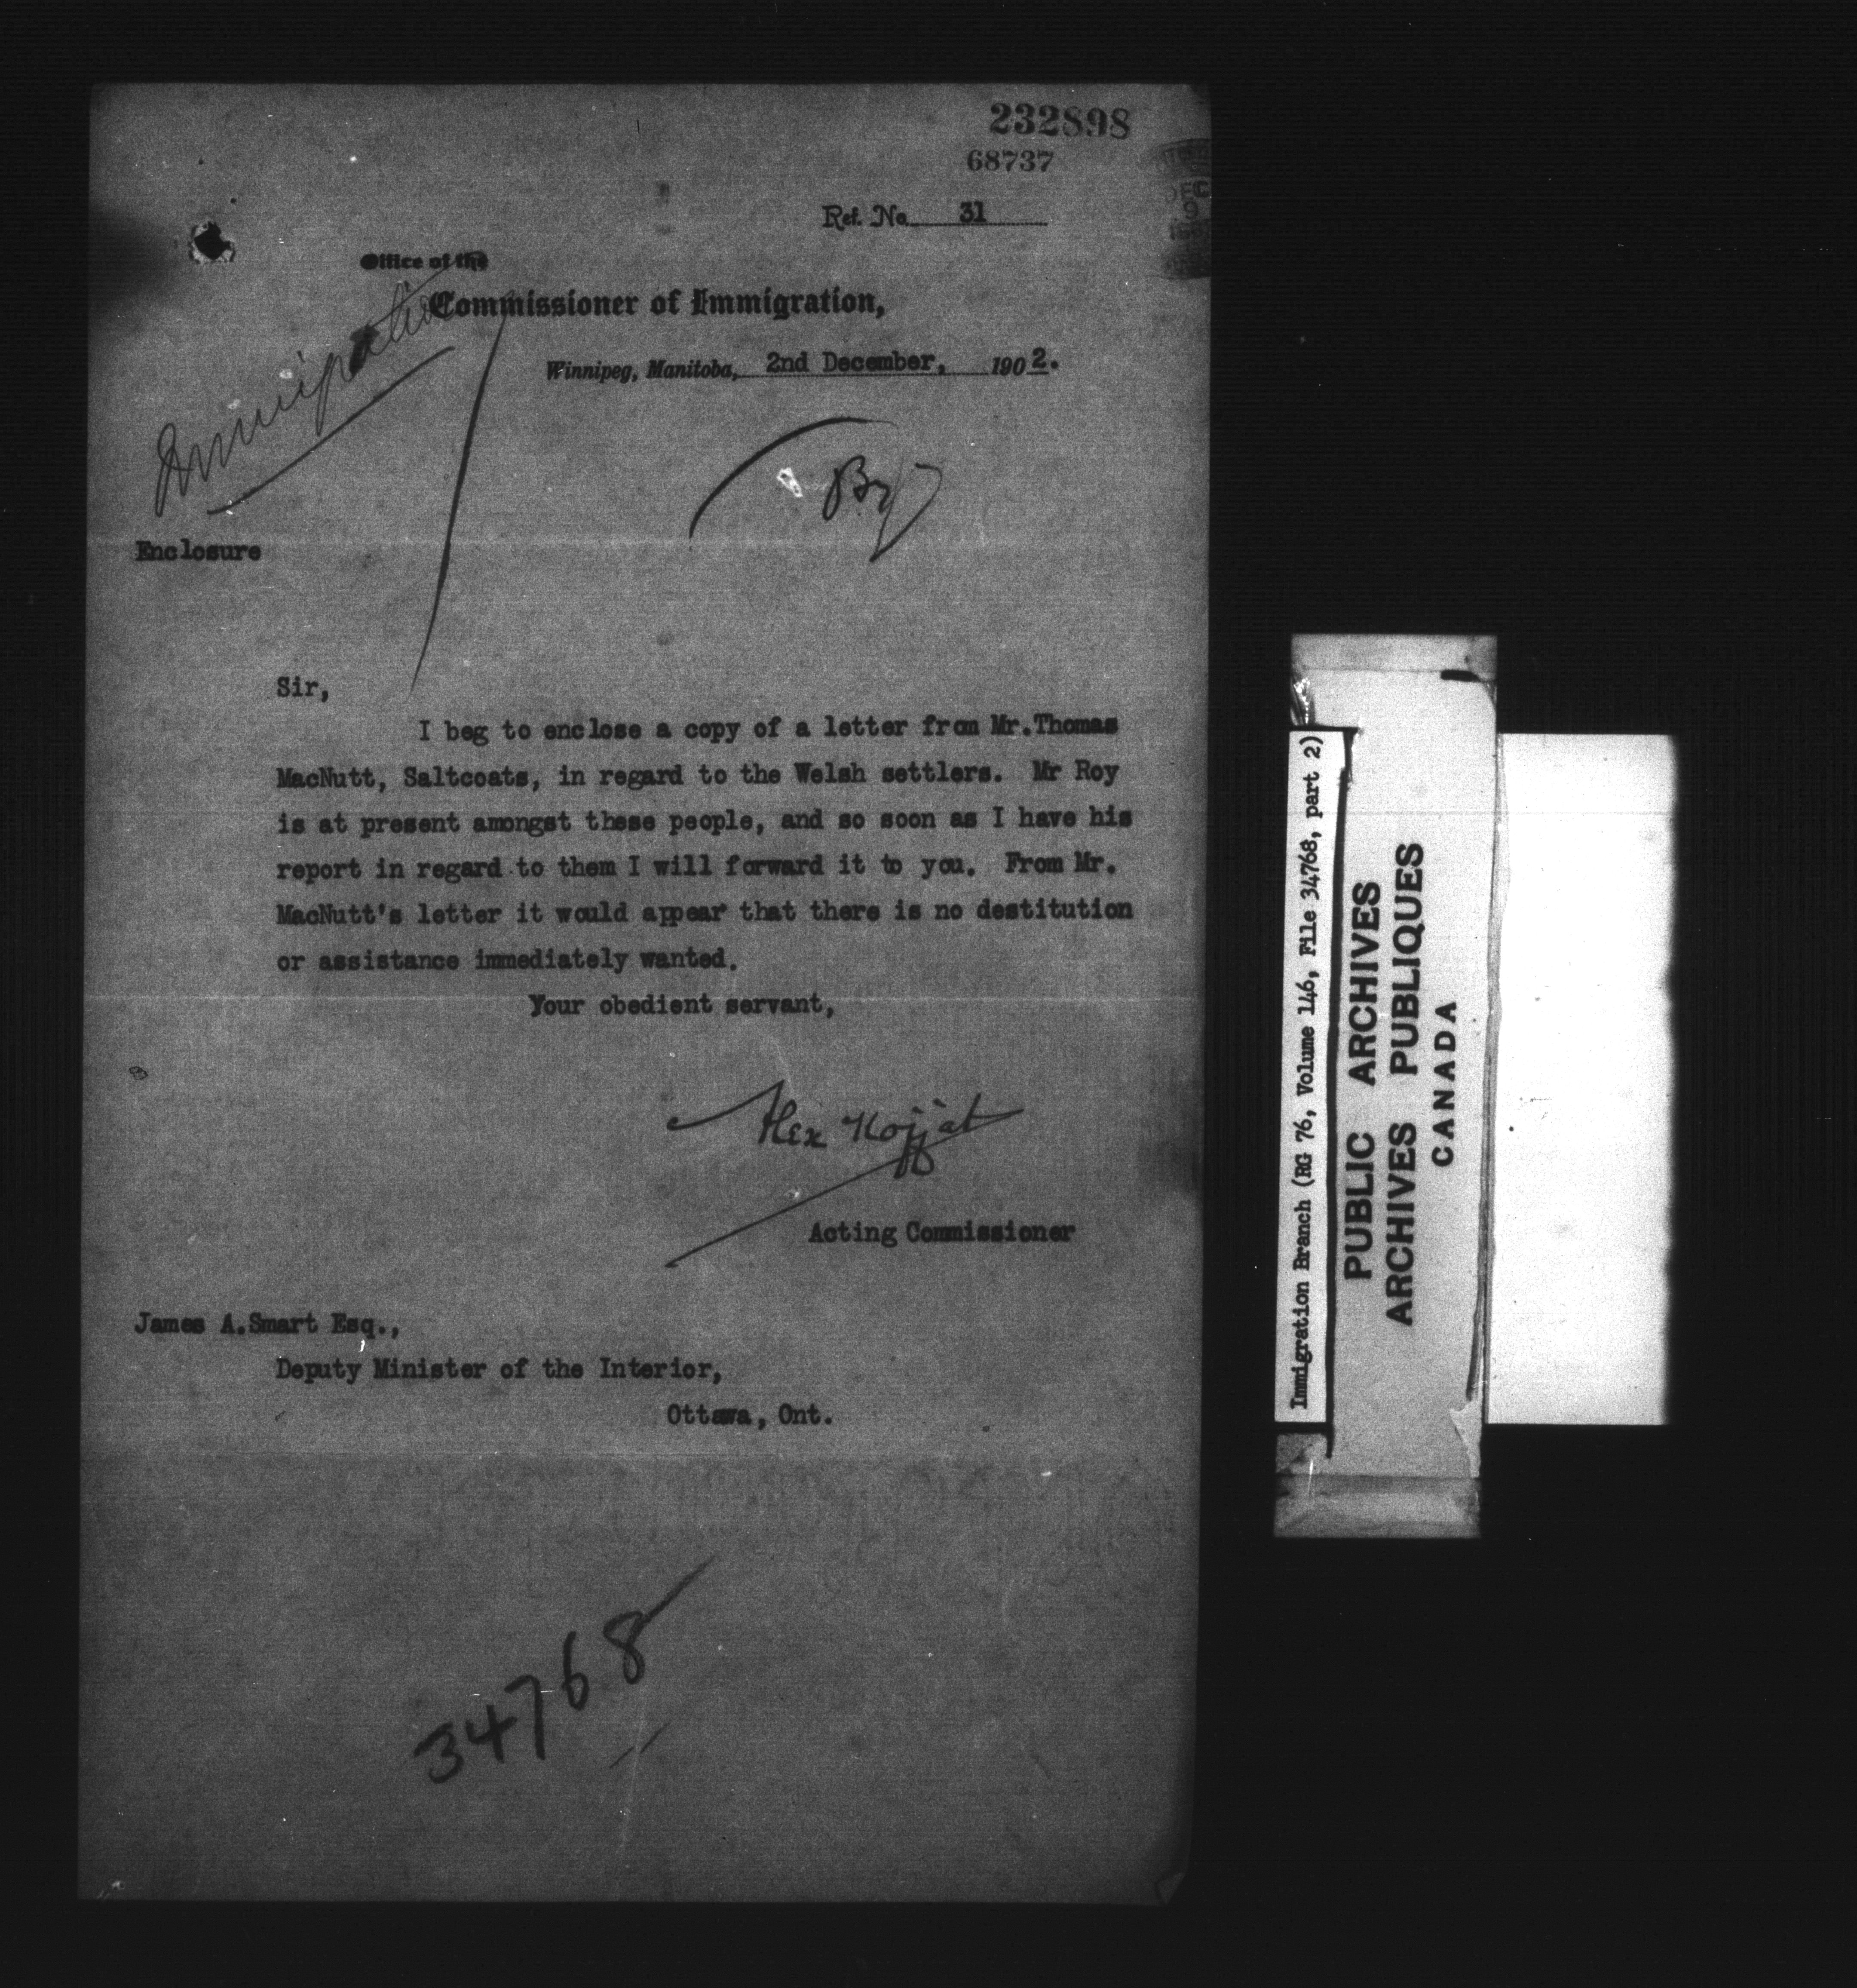 232898
68737
Ref. No. 31
Office of the
Commissioner of Immigration,
Winnipeg, Manitoba, 2nd December, 1902.
Immigration
Enclosure
Sir,
I beg to enclose a copy of a letter from Mr.Thomas
MacNutt, Saltcoats, in regard to the Welsh settlers. Mr Roy
is at present amongst these people, and so soon as I have his
report in regard to them I will forward it to you. From Mr.
MacNutt's letter it would appear that there is no destitution
or assistance immediately wanted.
Your obedient servant,
Acting Commissioner
James A.Smart Esq.,
Deputy Minister of the Interior,
Ottawa, Ont.
34768
Immigration Branch (RG 76, Volume 146, File 34768, part 2)
PUBLIC ARCHIVES
ARCHIVES PUBLIQUES
CANADA